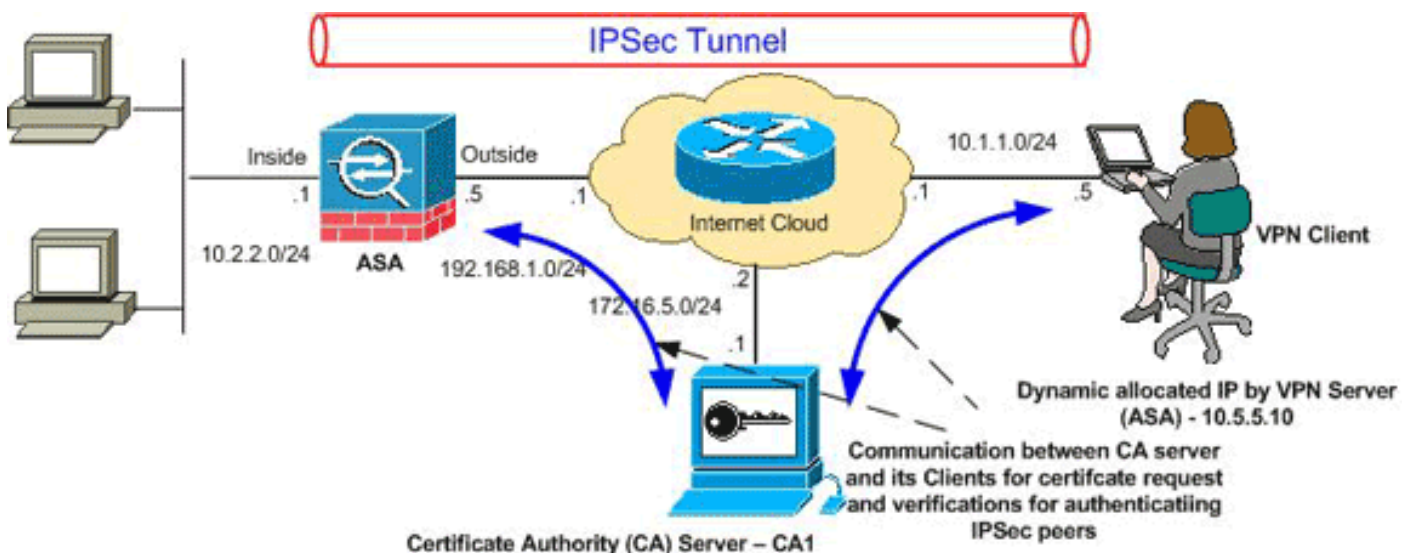 IPSec Tunnel
Inside
Outside
10.1.1.0/24
.1
.5
.1
.1
.5
Internet Cloud
VPN Client
10.2.2.0/24
ASA
192.168.1.0/24
.2
172.16.5.0/24
.1
Dynamic allocated IP by VPN Server
(ASA) - 10.5.5.10
Communication between CA server
and its Clients for certifcate request
and verifications for authenticatiing
IPSec peers
Certificate Authority (CA) Server – CA1